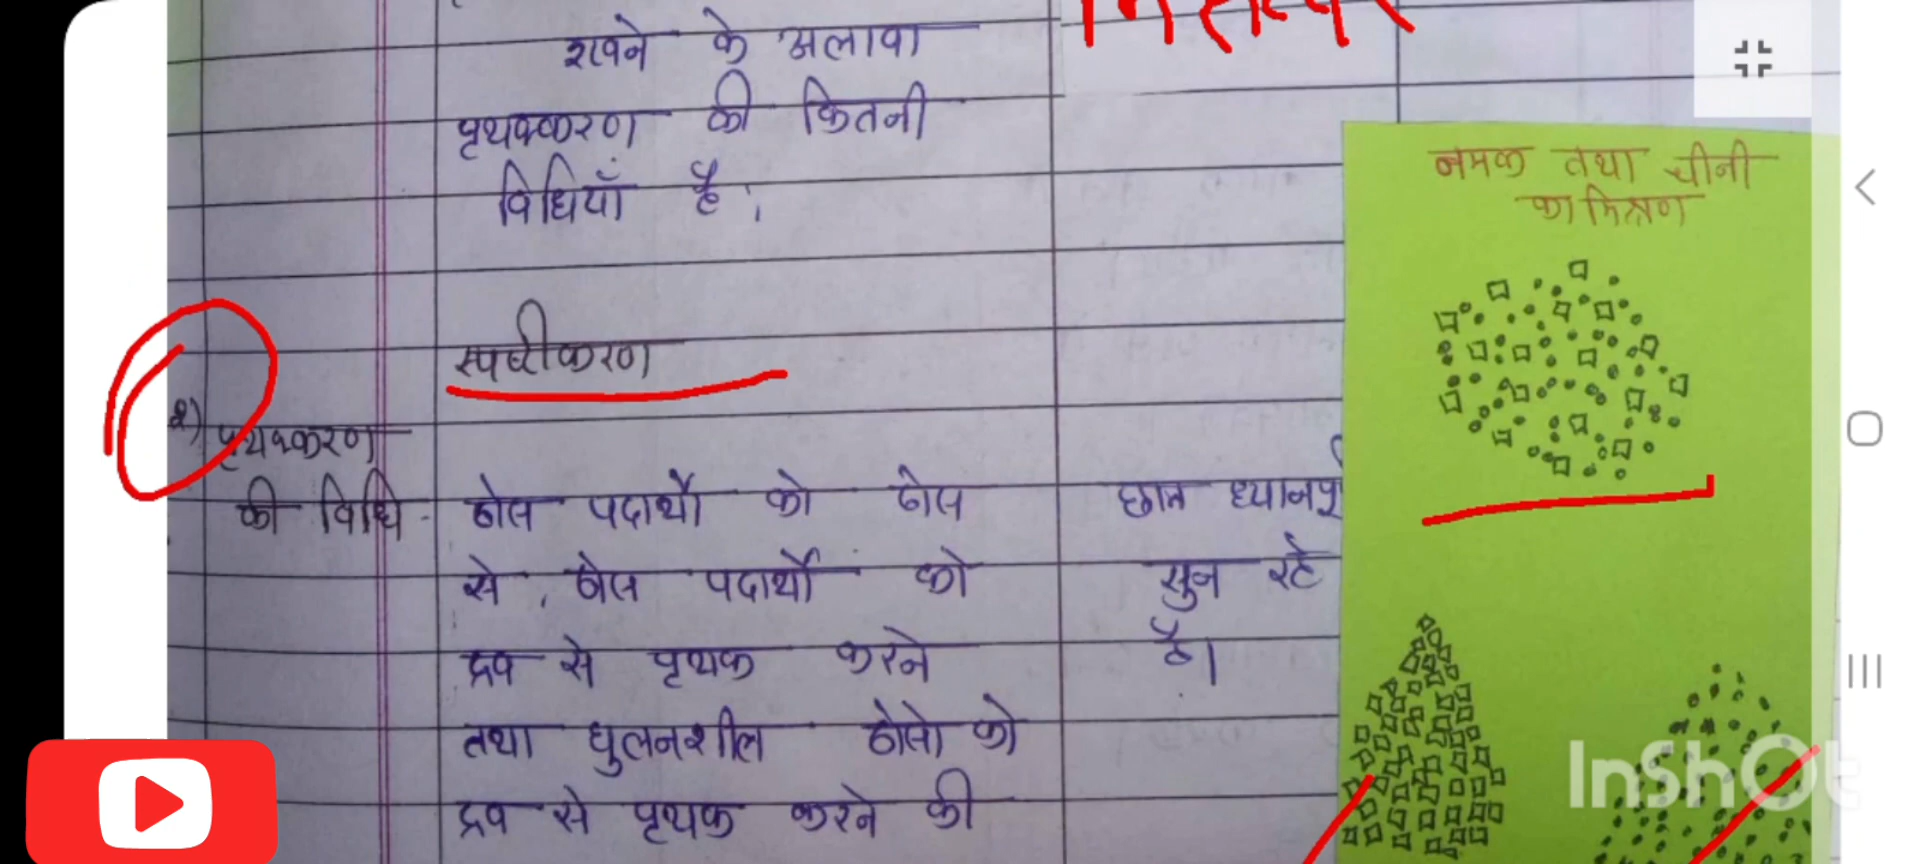 रखने के अलावा
पृथक्करण की कितनी
विधियाँ है,
नमक तथा चीनी
का मिश्रण
स्पष्टीकरण
2) पृथक्करण
की विधि -
ठोस पदार्थो को ठोस
से, ठोस पदार्थो को
द्रव से पृथक करने
तथा घुलनशील ठोसो को
द्रव से पृथक करने की
सुन रहे
है।
InShOt